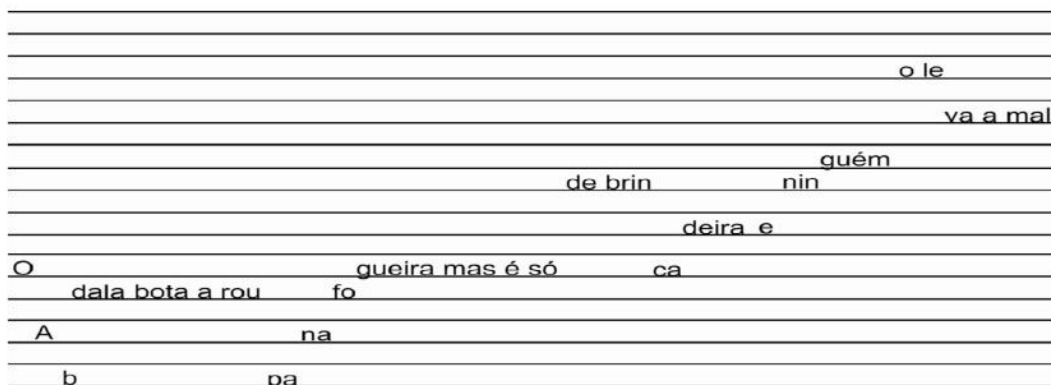 o le
va a mal
guém
de brin nin
deira e
O gueira mas é só ca
dala bota a rou fo
A na
b pa